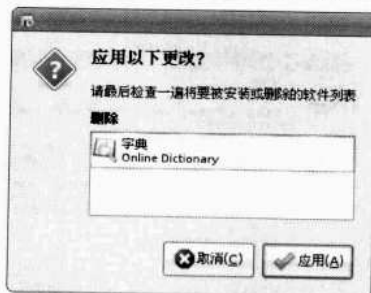 应用以下更改?
请最后检查一遍将要被安装或删除的软件列表
删除
字典
Online Dictionary
取消(C)
应用(A)